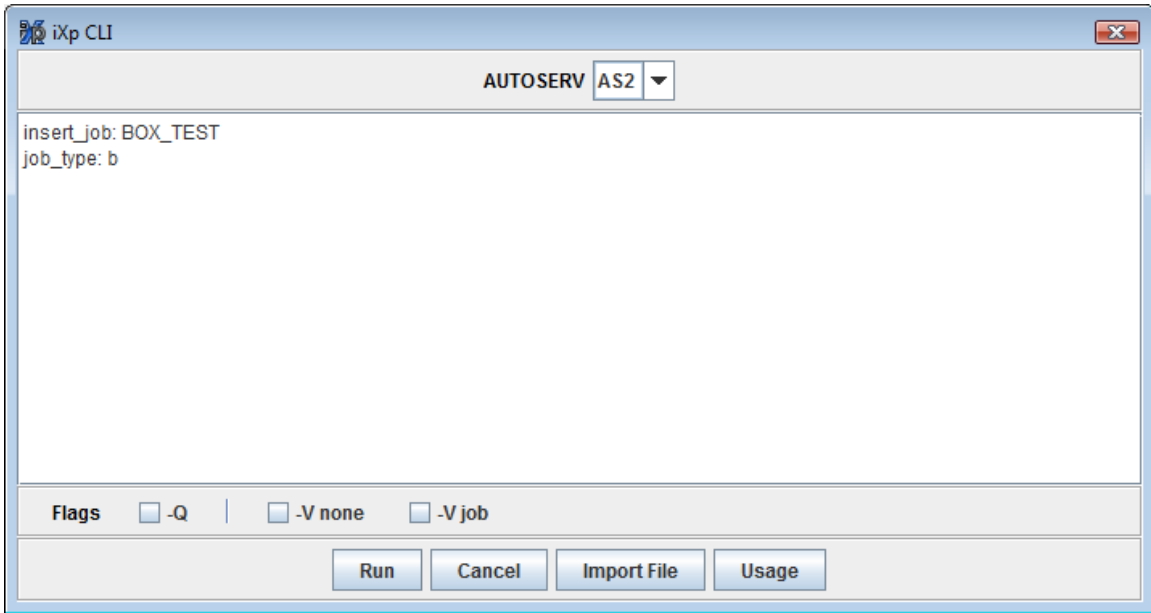 iXp CLI
AUTOSERV AS2
insert_job: BOX_TEST
job_type: b
Flags -Q -V none -V job
Run Cancel Import File Usage